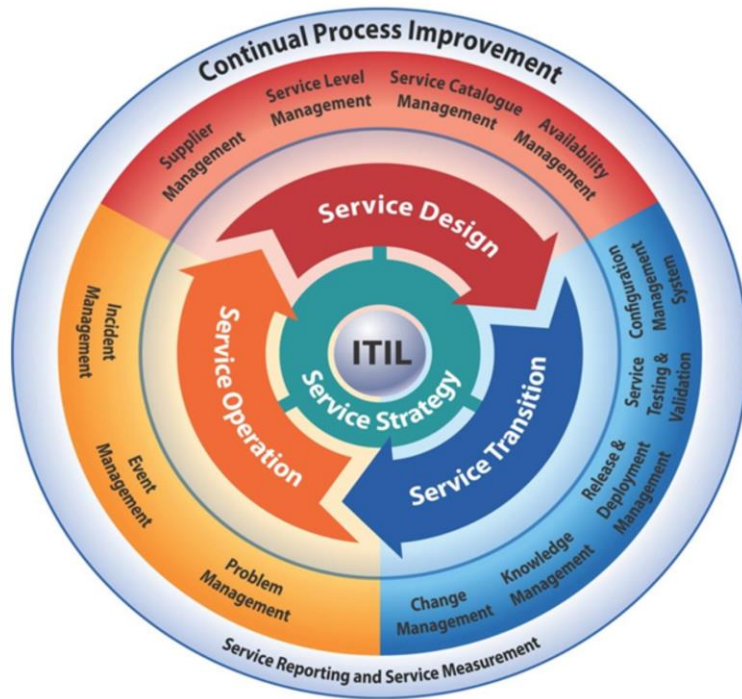 Continual Process Improvement
Supplier
Management
Service Level
Management
Service Catalogue
Management
Availability
Management
Configuration
Management
System
Service
Testing &
Validation
Release &
Deployment
Management
Knowledge
Management
Change
Management
Problem
Management
Event
Management
Incident
Management
Service Design
Service Transition
Service Operation
ITIL
Service Strategy
Service Reporting and Service Measurement